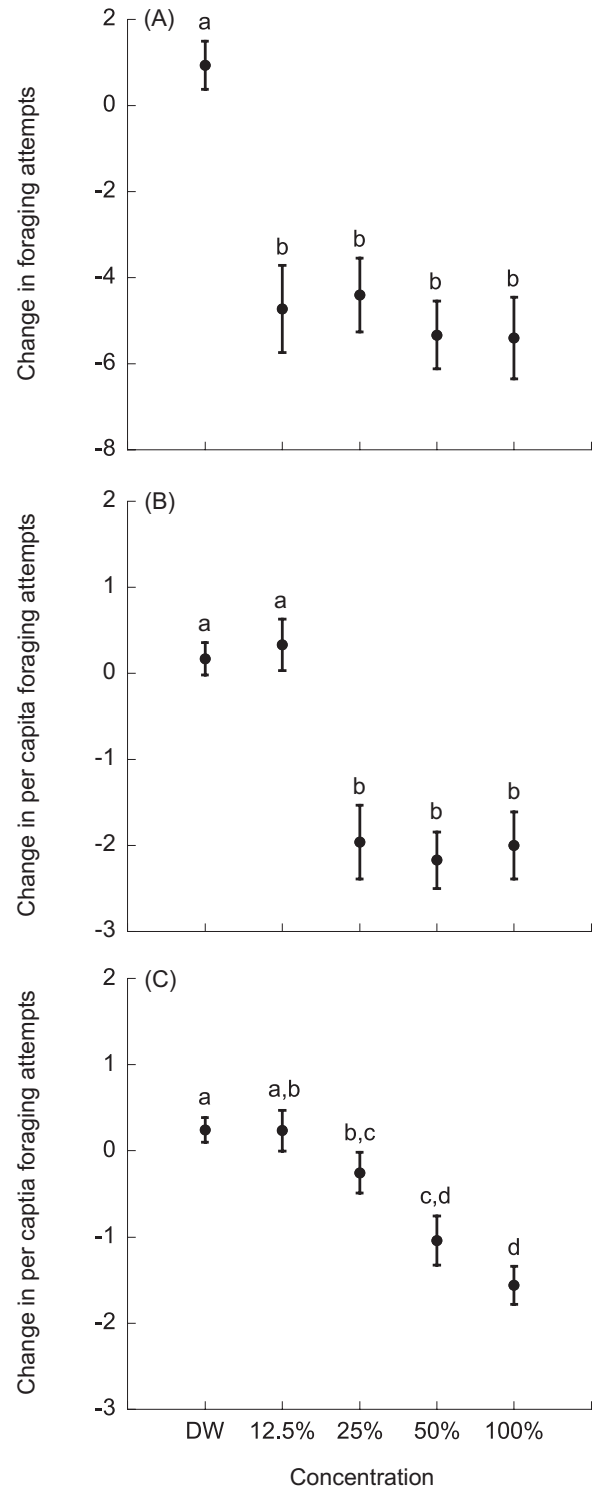 (A)
Change in foraging attempts
2
0
-2
-4
-6
-8
a
b
b
b
b
(B)
Change in per capita foraging attempts
2
1
0
-1
-2
-3
a
a
b
b
b
(C)
Change in per captia foraging attempts
2
1
0
-1
-2
-3
a
a,b
b,c
c,d
d
DW 12.5% 25% 50% 100%
Concentration